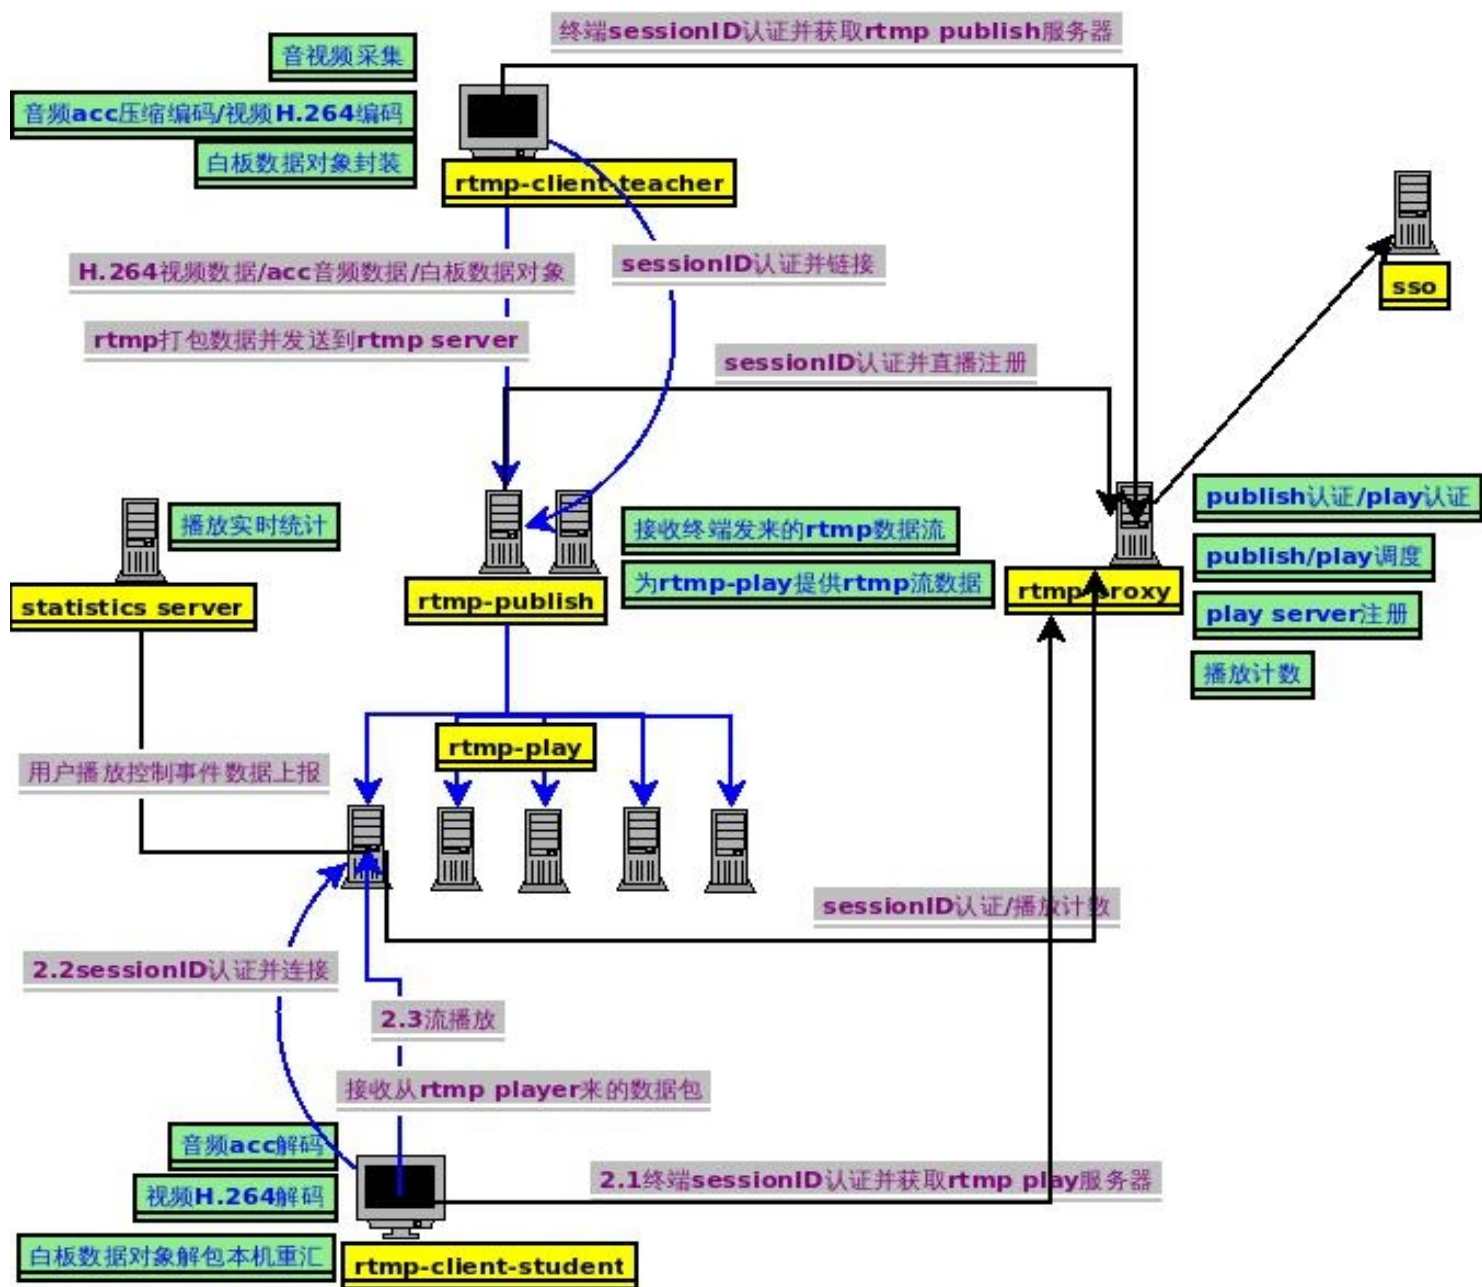 终端sessionID认证并获取rtmp publish服务器
音视频采集
音频acc压缩编码/视频H.264编码
白板数据对象封装
rtmp-client-teacher
H.264视频数据/acc音频数据/白板数据对象
sessionID认证并链接
sso
rtmp打包数据并发送到rtmp server
sessionID认证并直播注册
播放实时统计
statistics server
rtmp-publish
接收终端发来的rtmp数据流
为rtmp-play提供rtmp流数据
rtmp-proxy
publish认证/play认证
publish/play调度
play server注册
播放计数
rtmp-play
用户播放控制事件数据上报
sessionID认证/播放计数
2.2sessionID认证并连接
2.3流播放
接收从rtmp player来的数据包
音频acc解码
视频H.264解码
白板数据对象解包本机重汇
2.1终端sessionID认证并获取rtmp play服务器
rtmp-client-student